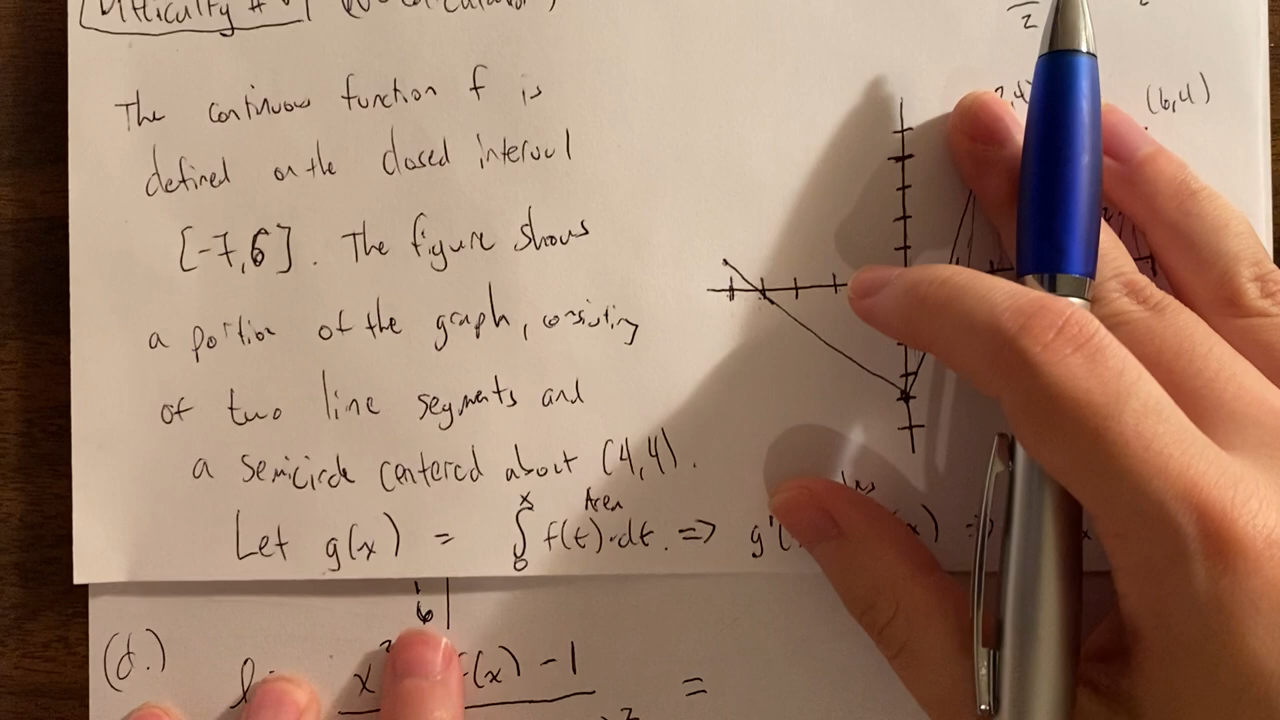 Difficulty #
The continuous function f is
defined on the closed interval
[-7,6]. The figure shows
a portion of the graph, consisting
of two line segments and
a semicircle centered about (4,4).
Area
Let g(x) = ∫₀ˣ f(t)·dt. => g'(
(6,4)
2
6
(d.)
f(x) - 1
=